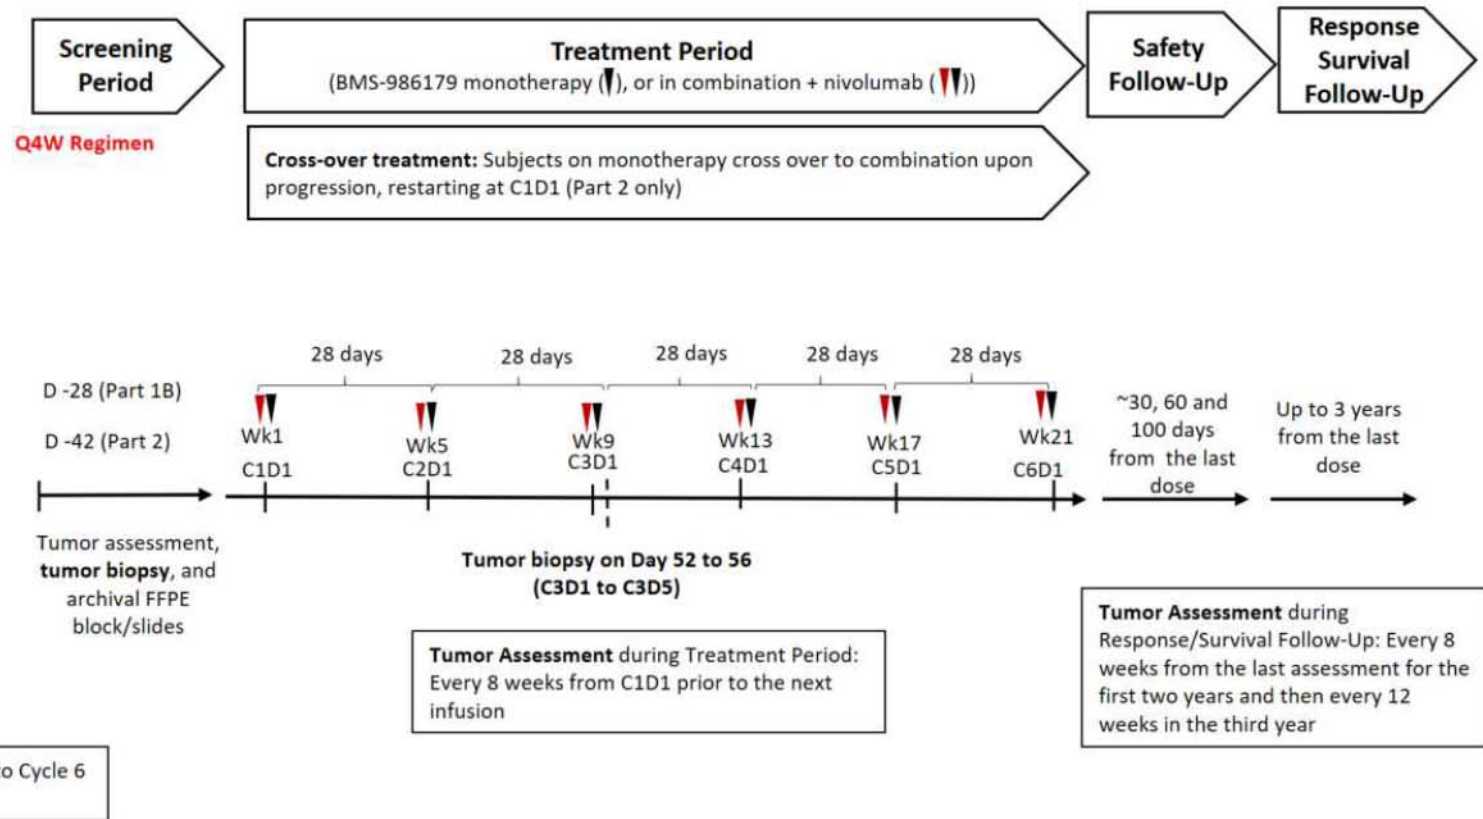 Screening
Period
Treatment Period
(BMS-986179 monotherapy (), or in combination + nivolumab ( ))
Safety
Follow-Up
Response
Survival
Follow-Up
Q4W Regimen
Cross-over treatment: Subjects on monotherapy cross over to combination upon
progression, restarting at C1D1 (Part 2 only)
28 days
28 days
28 days
28 days
28 days
D -28 (Part 1B)
D -42 (Part 2)
Wk1
C1D1
Wk5
C2D1
Wk9
C3D1
Wk13
C4D1
Wk17
C5D1
Wk21
C6D1
~30, 60 and
100 days
from the last
dose
Up to 3 years
from the last
dose
Tumor assessment,
tumor biopsy, and
archival FFPE
block/slides
Tumor biopsy on Day 52 to 56
(C3D1 to C3D5)
Tumor Assessment during Treatment Period:
Every 8 weeks from C1D1 prior to the next
infusion
Tumor Assessment during
Response/Survival Follow-Up: Every 8
weeks from the last assessment for the
first two years and then every 12
weeks in the third year
o Cycle 6